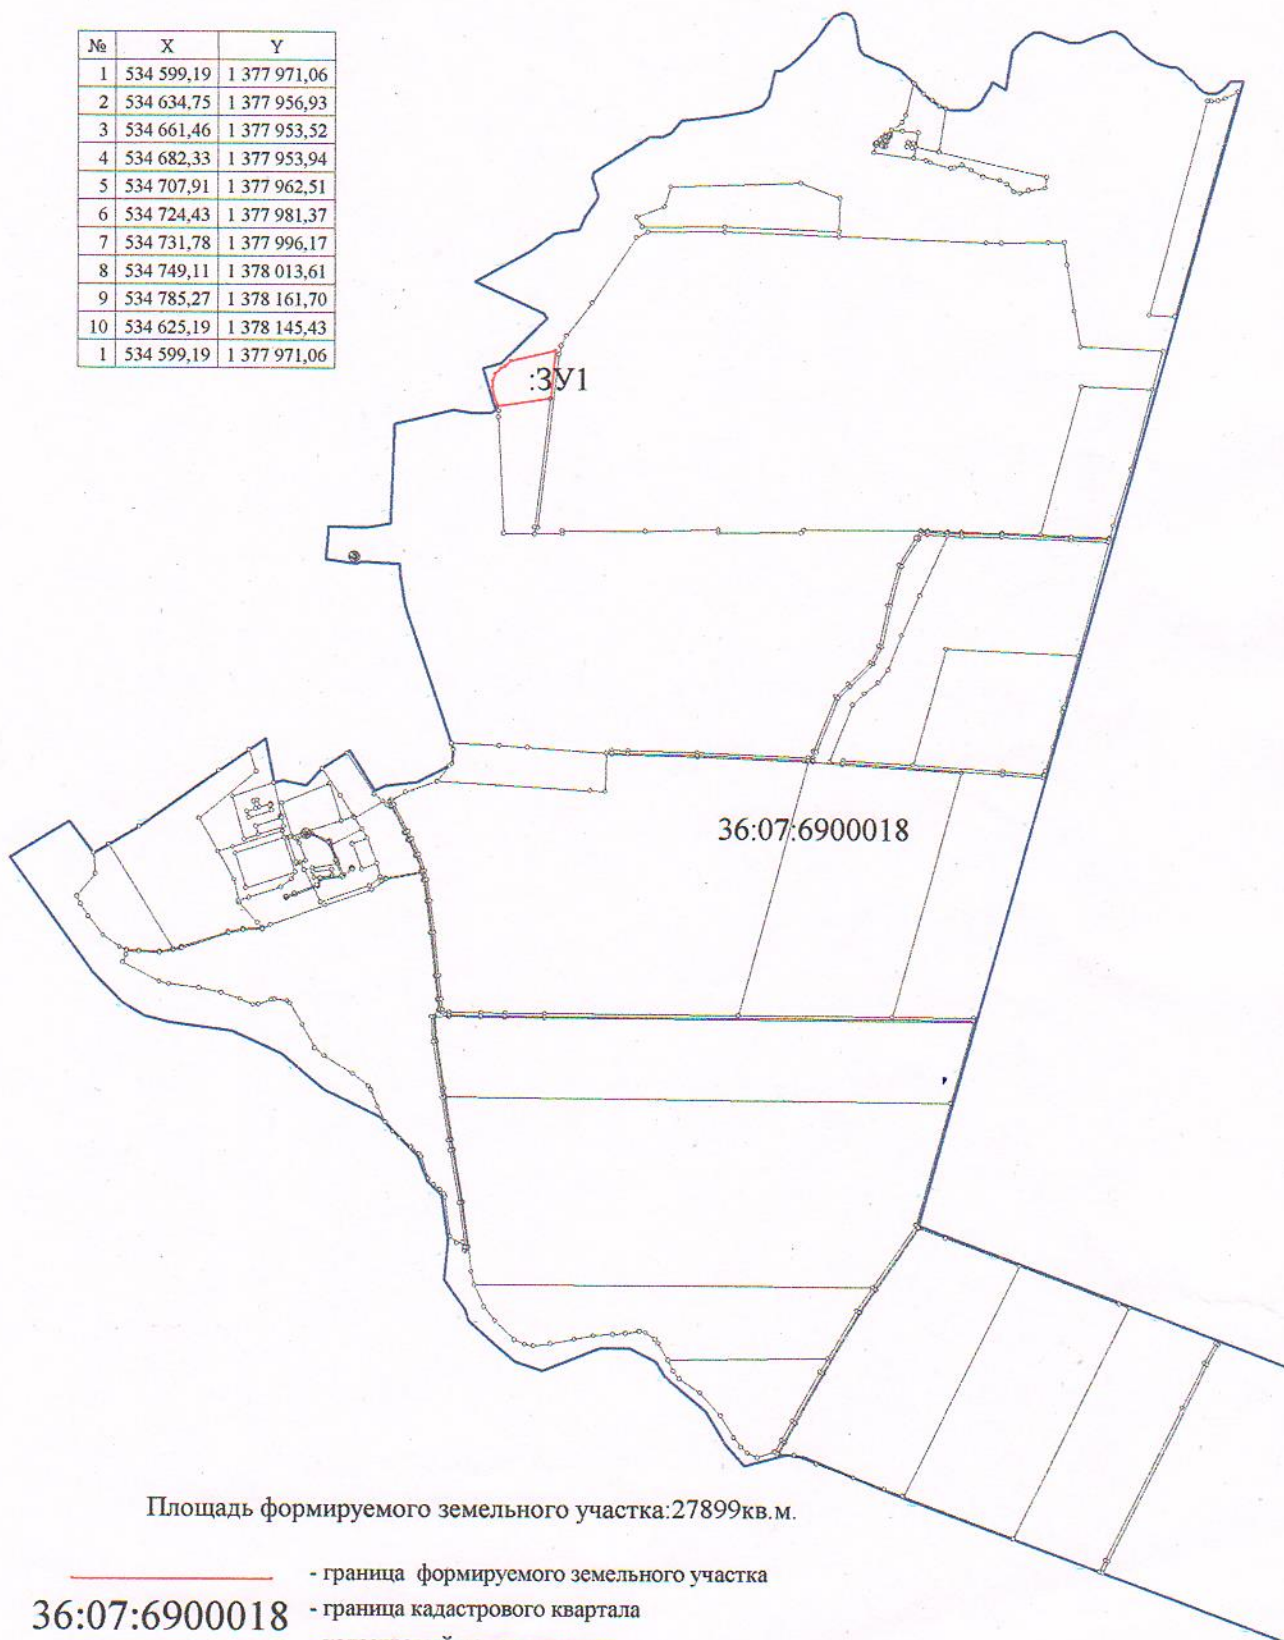 № X Y
1 534 599,19 1 377 971,06
2 534 634,75 1 377 956,93
3 534 661,46 1 377 953,52
4 534 682,33 1 377 953,94
5 534 707,91 1 377 962,51
6 534 724,43 1 377 981,37
7 534 731,78 1 377 996,17
8 534 749,11 1 378 013,61
9 534 785,27 1 378 161,70
10 534 625,19 1 378 145,43
1 534 599,19 1 377 971,06
:ЗУ1
36:07:6900018
Площадь формируемого земельного участка:27899кв.м.
- граница формируемого земельного участка
36:07:6900018 - граница кадастрового квартала